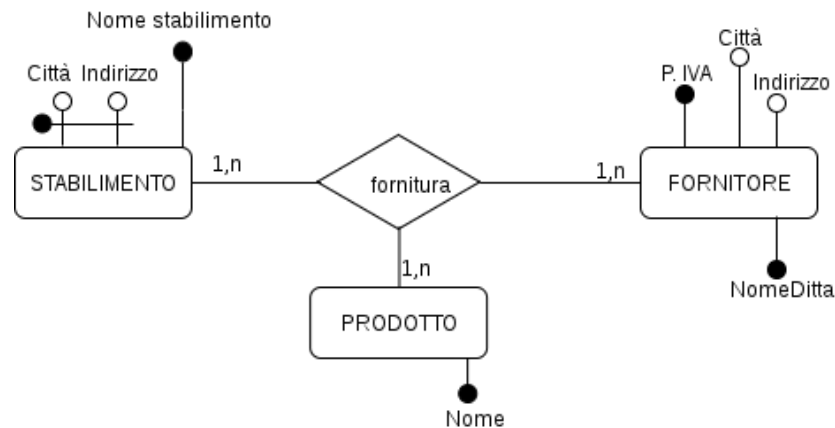 Nome stabilimento
Città Indirizzo
Città
P. IVA
Indirizzo
STABILIMENTO
1,n
fornitura
1,n
FORNITORE
1,n
NomeDitta
PRODOTTO
Nome